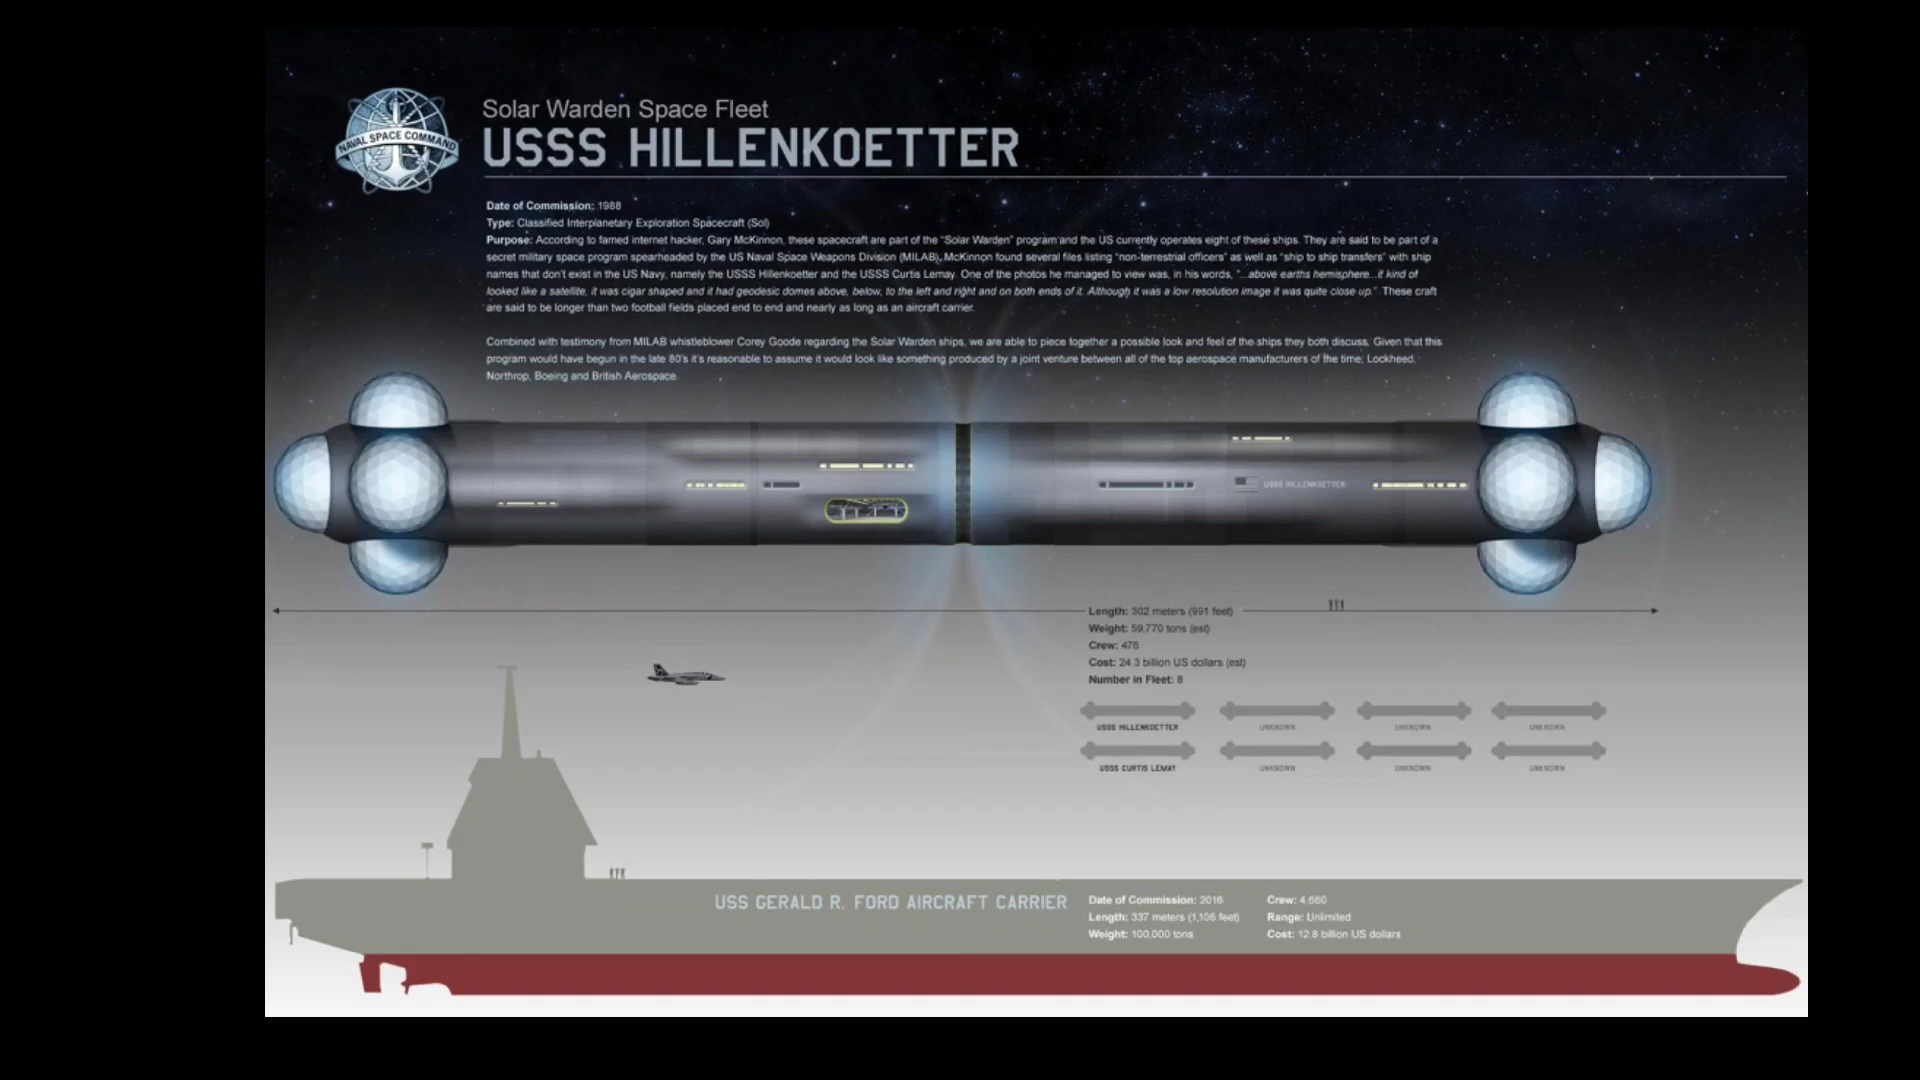 NAVAL SPACE COMMAND
Solar Warden Space Fleet
USSS HILLENKOETTER
Date of Commission: 1988
Type: Classified Interplanetary Exploration Spacecraft (Sol)
Purpose: According to famed internet hacker, Gary McKinnon, these spacecraft are part of the "Solar Warden" program and the US currently operates eight of these ships. They are said to be part of a
secret military space program spearheaded by the US Naval Space Weapons Division (MILAB). McKinnon found several files listing "non-terrestrial officers" as well as "ship to ship transfers" with ship
names that don't exist in the US Navy, namely the USSS Hillenkoetter and the USSS Curtis Lemay. One of the photos he managed to view was, in his words, "...above earths hemisphere...it kind of
looked like a satellite, it was cigar shaped and it had geodesic domes above, below, to the left and right and on both ends of it. Although it was a low resolution image it was quite close up." These craft
are said to be longer than two football fields placed end to end and nearly as long as an aircraft carrier.
Combined with testimony from MILAB whistleblower Corey Goode regarding the Solar Warden ships, we are able to piece together a possible look and feel of the ships they both discuss. Given that this
program would have begun in the late 80's it's reasonable to assume it would look like something produced by a joint venture between all of the top aerospace manufacturers of the time; Lockheed,
Northrop, Boeing and British Aerospace.
USSS HILLENKOETTER
Length: 302 meters (991 feet)
Weight: 59,770 tons (est)
Crew: 476
Cost: 24.3 billion US dollars (est)
Number in Fleet: 8
USSS HILLENKOETTER UNKNOWN UNKNOWN UNKNOWN
USSS CURTIS LEMAY UNKNOWN UNKNOWN UNKNOWN
USS GERALD R. FORD AIRCRAFT CARRIER
Date of Commission: 2016
Length: 337 meters (1,106 feet)
Weight: 100,000 tons
Crew: 4,660
Range: Unlimited
Cost: 12.8 billion US dollars